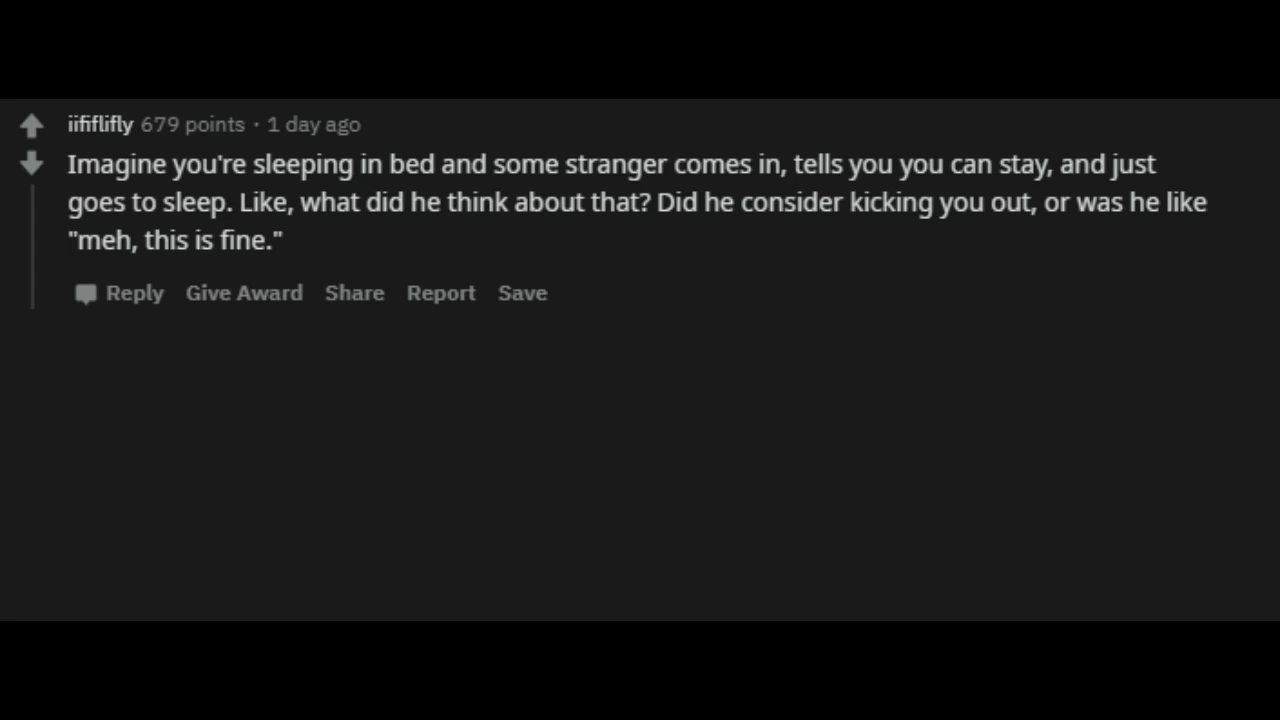 iififlifly 679 points · 1 day ago
Imagine you're sleeping in bed and some stranger comes in, tells you you can stay, and just
goes to sleep. Like, what did he think about that? Did he consider kicking you out, or was he like
"meh, this is fine."
Reply Give Award Share Report Save